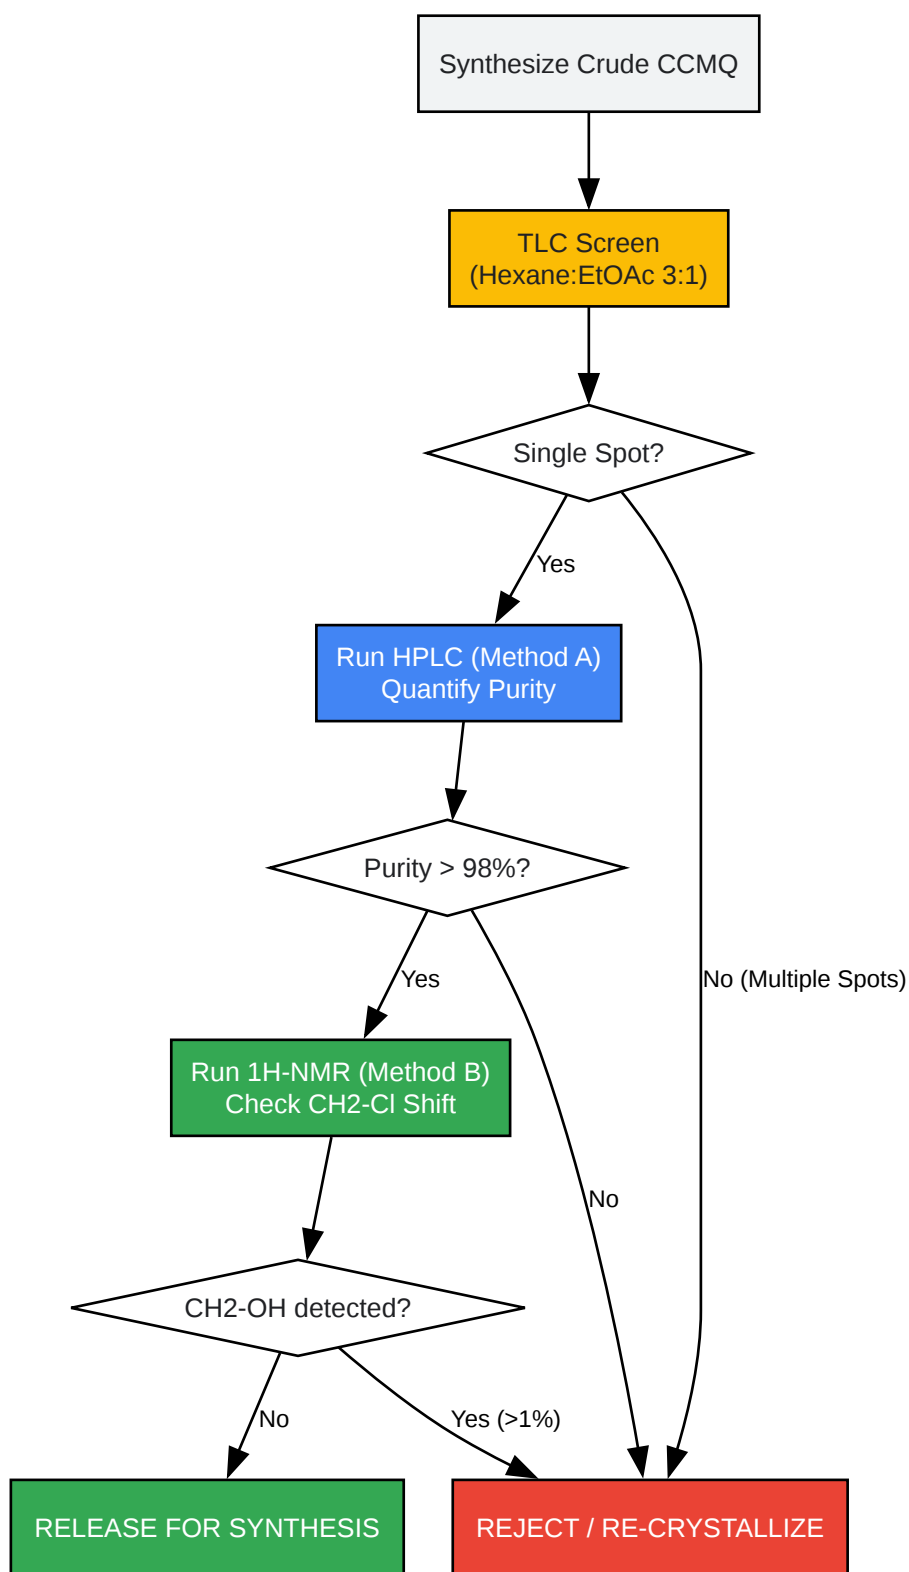 Synthesize Crude CCMQ
TLC Screen
(Hexane:EtOAc 3:1)
Single Spot?
Yes
Run HPLC (Method A)
Quantify Purity
Purity > 98%?
No (Multiple Spots)
Yes
Run 1H-NMR (Method B)
Check CH2-Cl Shift
No
CH2-OH detected?
No
Yes (>1%)
RELEASE FOR SYNTHESIS
REJECT / RE-CRYSTALLIZE